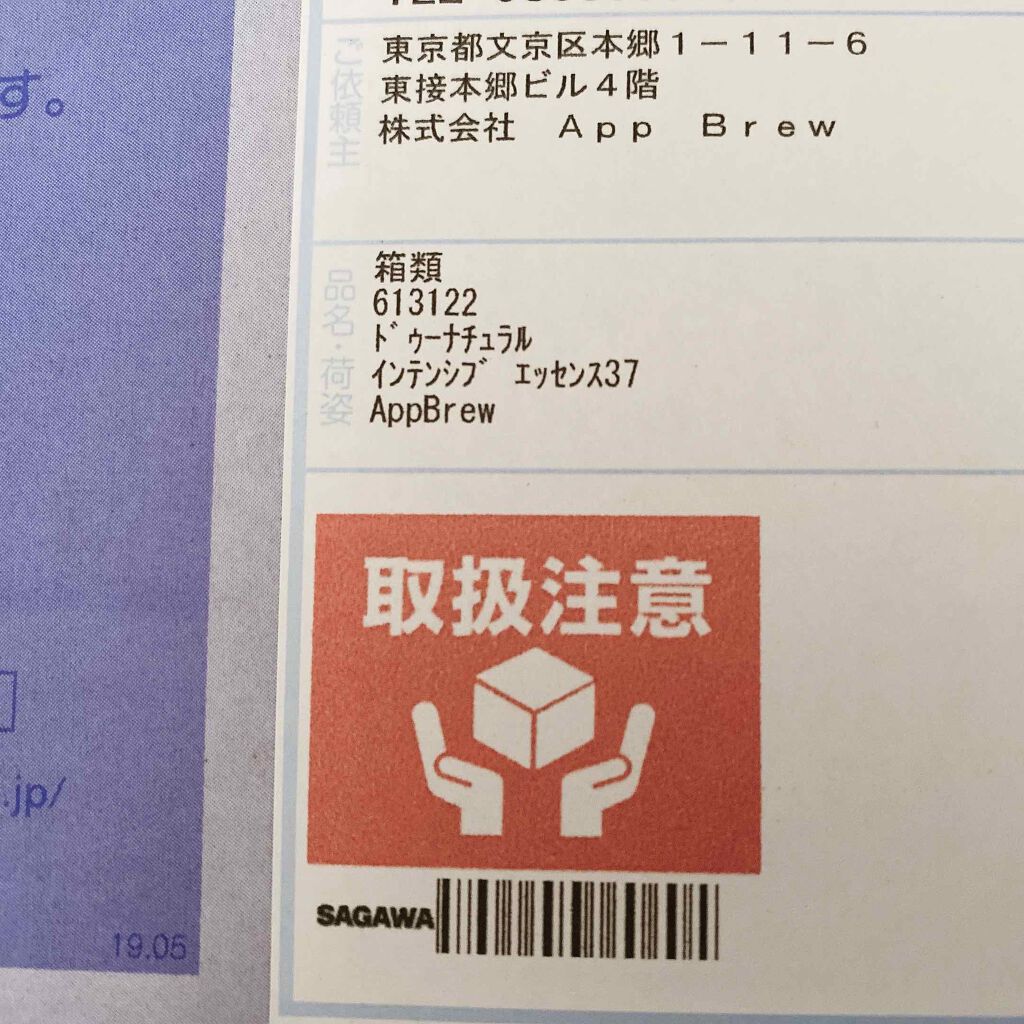 す。
.jp/
19.05
ご依頼主
東京都文京区本郷1-11-6
東接本郷ビル4階
株式会社 App Brew
品名・荷姿
箱類
613122
ドゥーナチュラル
インテンシブ エッセンス37
AppBrew
取扱注意
SAGAWA